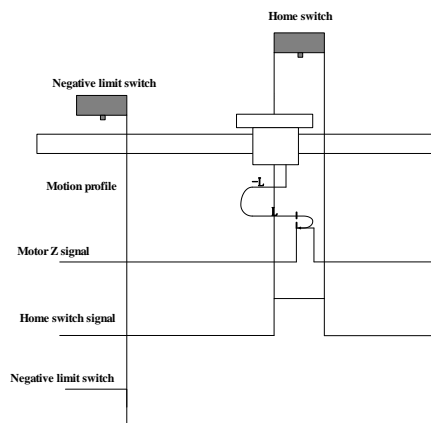 Home switch
Negative limit switch
Motion profile
-L
L
Motor Z signal
Home switch signal
Negative limit switch